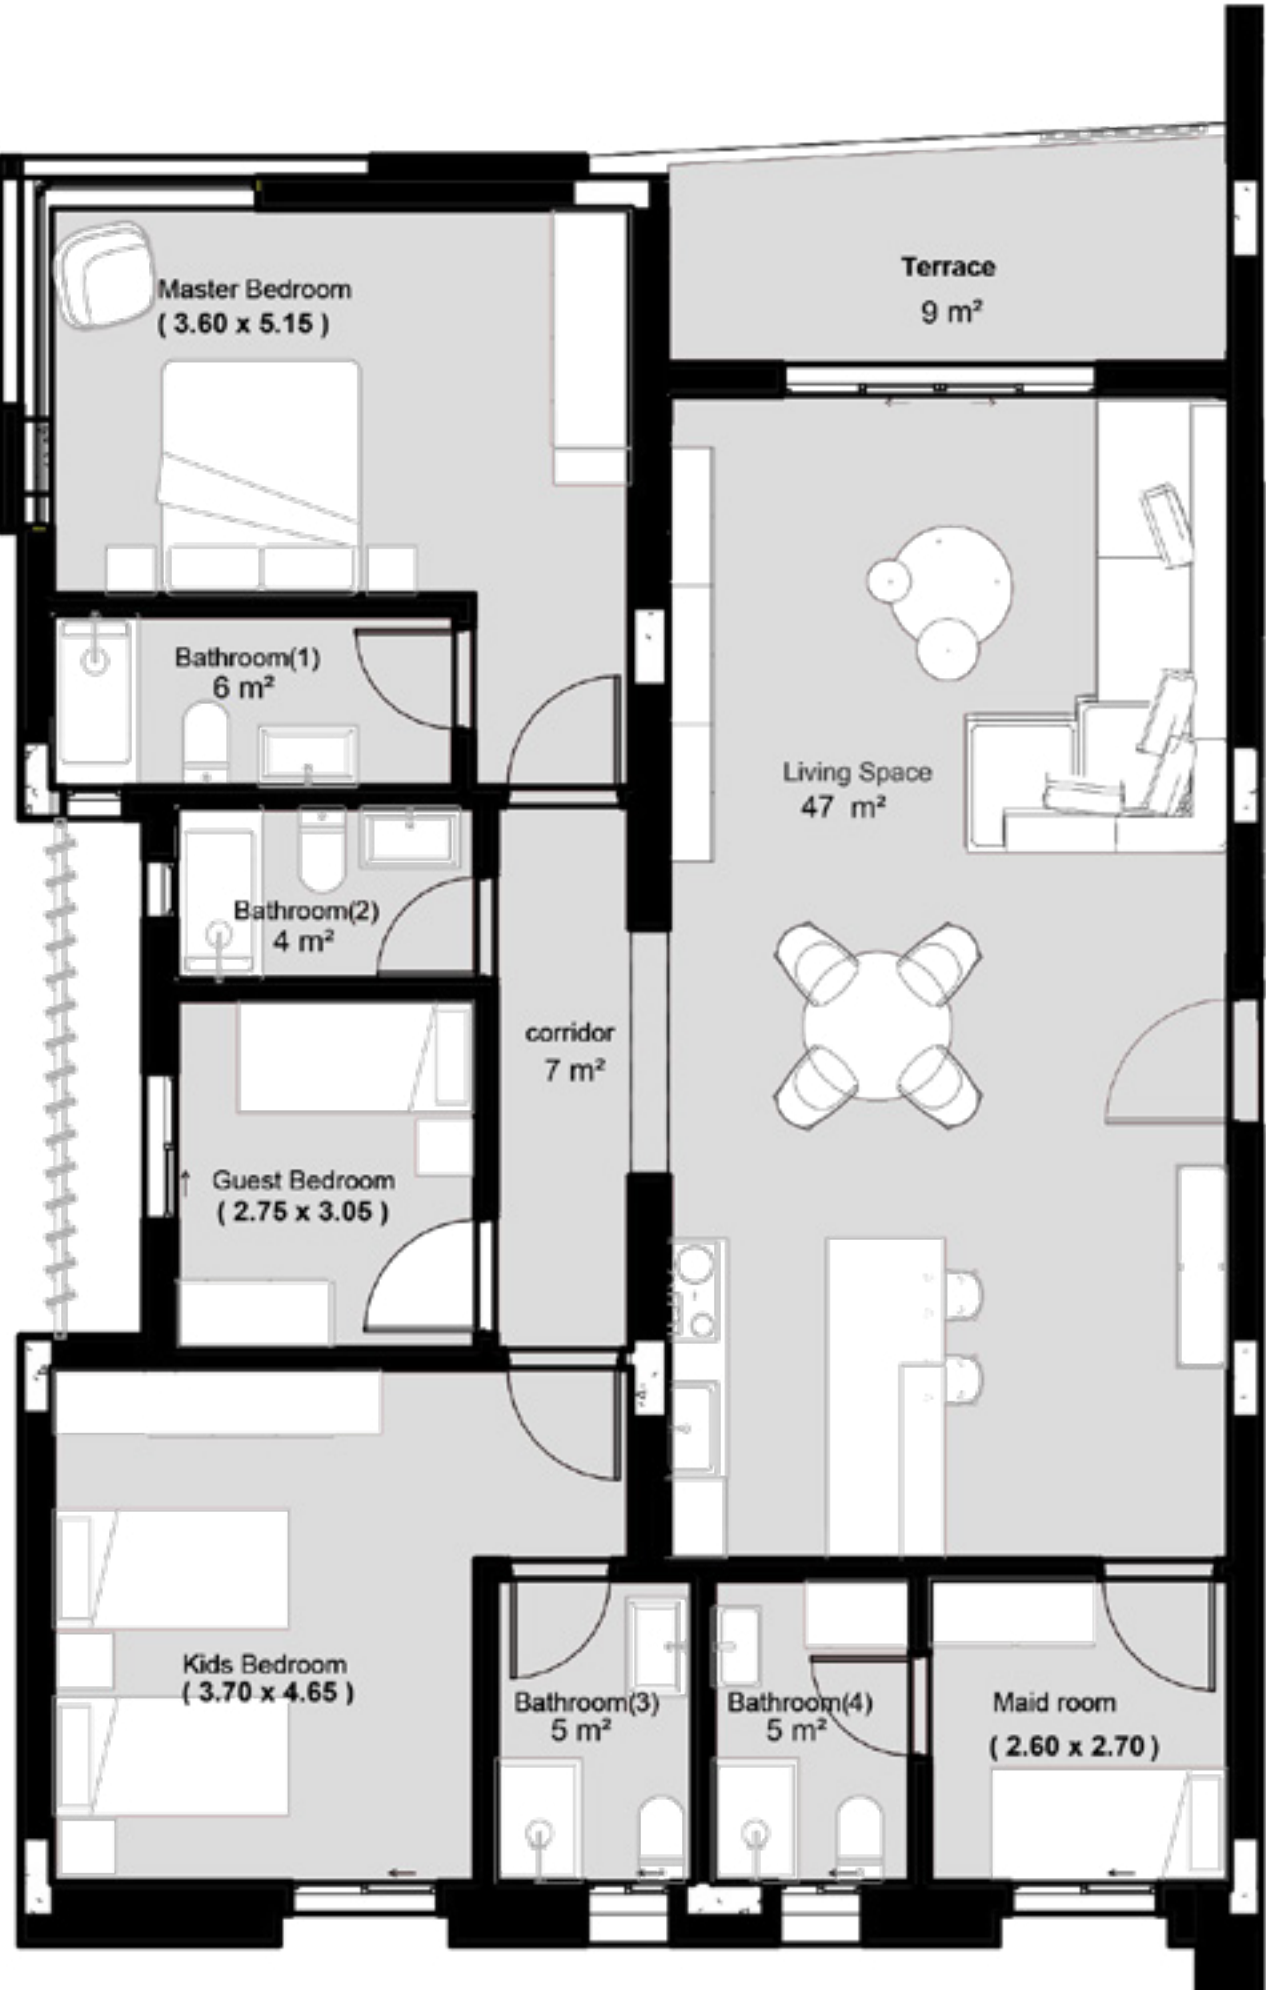 Terrace
9 m²
Master Bedroom
( 3.60 x 5.15 )
Bathroom(1)
6 m²
Living Space
47 m²
Bathroom(2)
4 m²
corridor
7 m²
Guest Bedroom
( 2.75 x 3.05 )
Kids Bedroom
( 3.70 x 4.65 )
Bathroom(3)
5 m²
Bathroom(4)
5 m²
Maid room
( 2.60 x 2.70 )